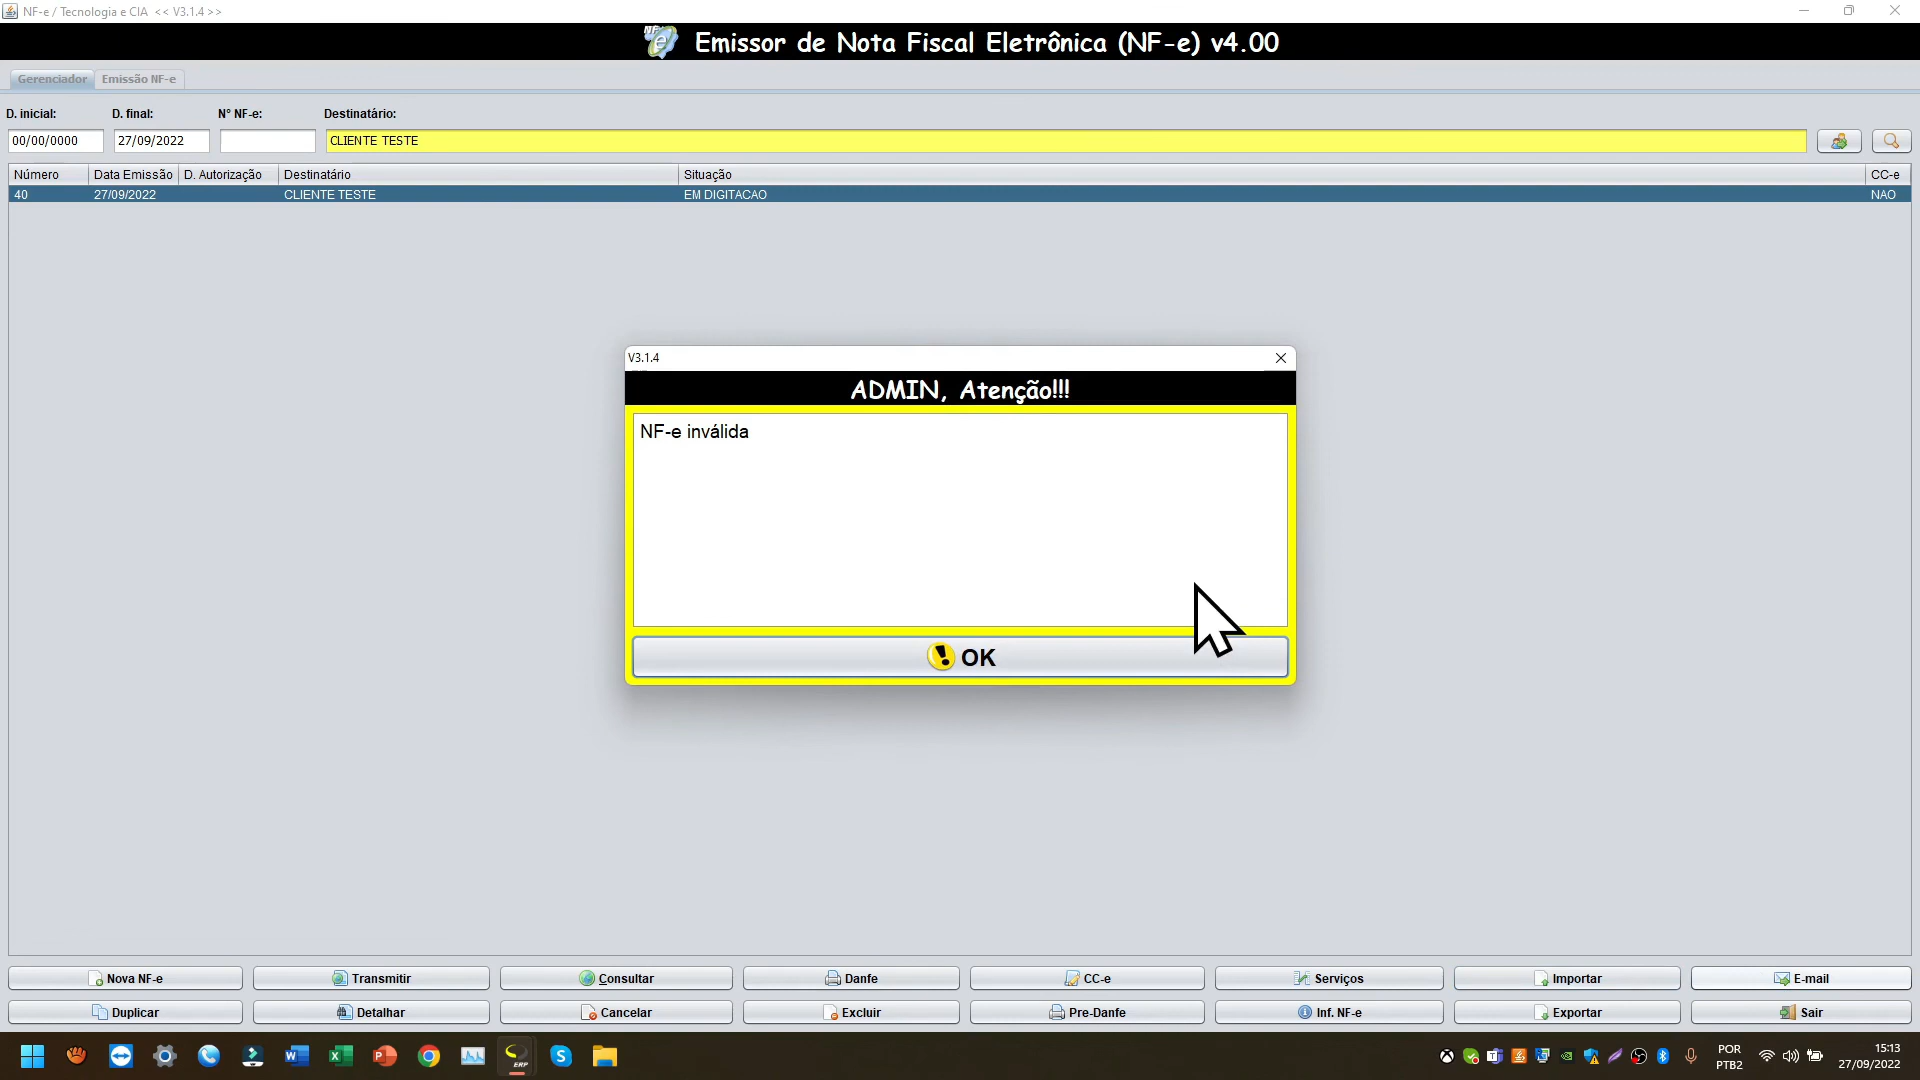 NF-e / Tecnologia e CIA << V3.1.4 >>
Emissor de Nota Fiscal Eletrônica (NF-e) v4.00
Gerenciador Emissão NF-e
D. inicial: D. final: N° NF-e: Destinatário:
00/00/0000 27/09/2022 CLIENTE TESTE
Número Data Emissão D. Autorização Destinatário Situação CC-e
40 27/09/2022 CLIENTE TESTE EM DIGITACAO NAO
V3.1.4
ADMIN, Atenção!!!
NF-e inválida
OK
Nova NF-e Transmitir Consultar Danfe CC-e Serviços Importar E-mail
Duplicar Detalhar Cancelar Excluir Pre-Danfe Inf. NF-e Exportar Sair
POR 15:13
PTB2 27/09/2022